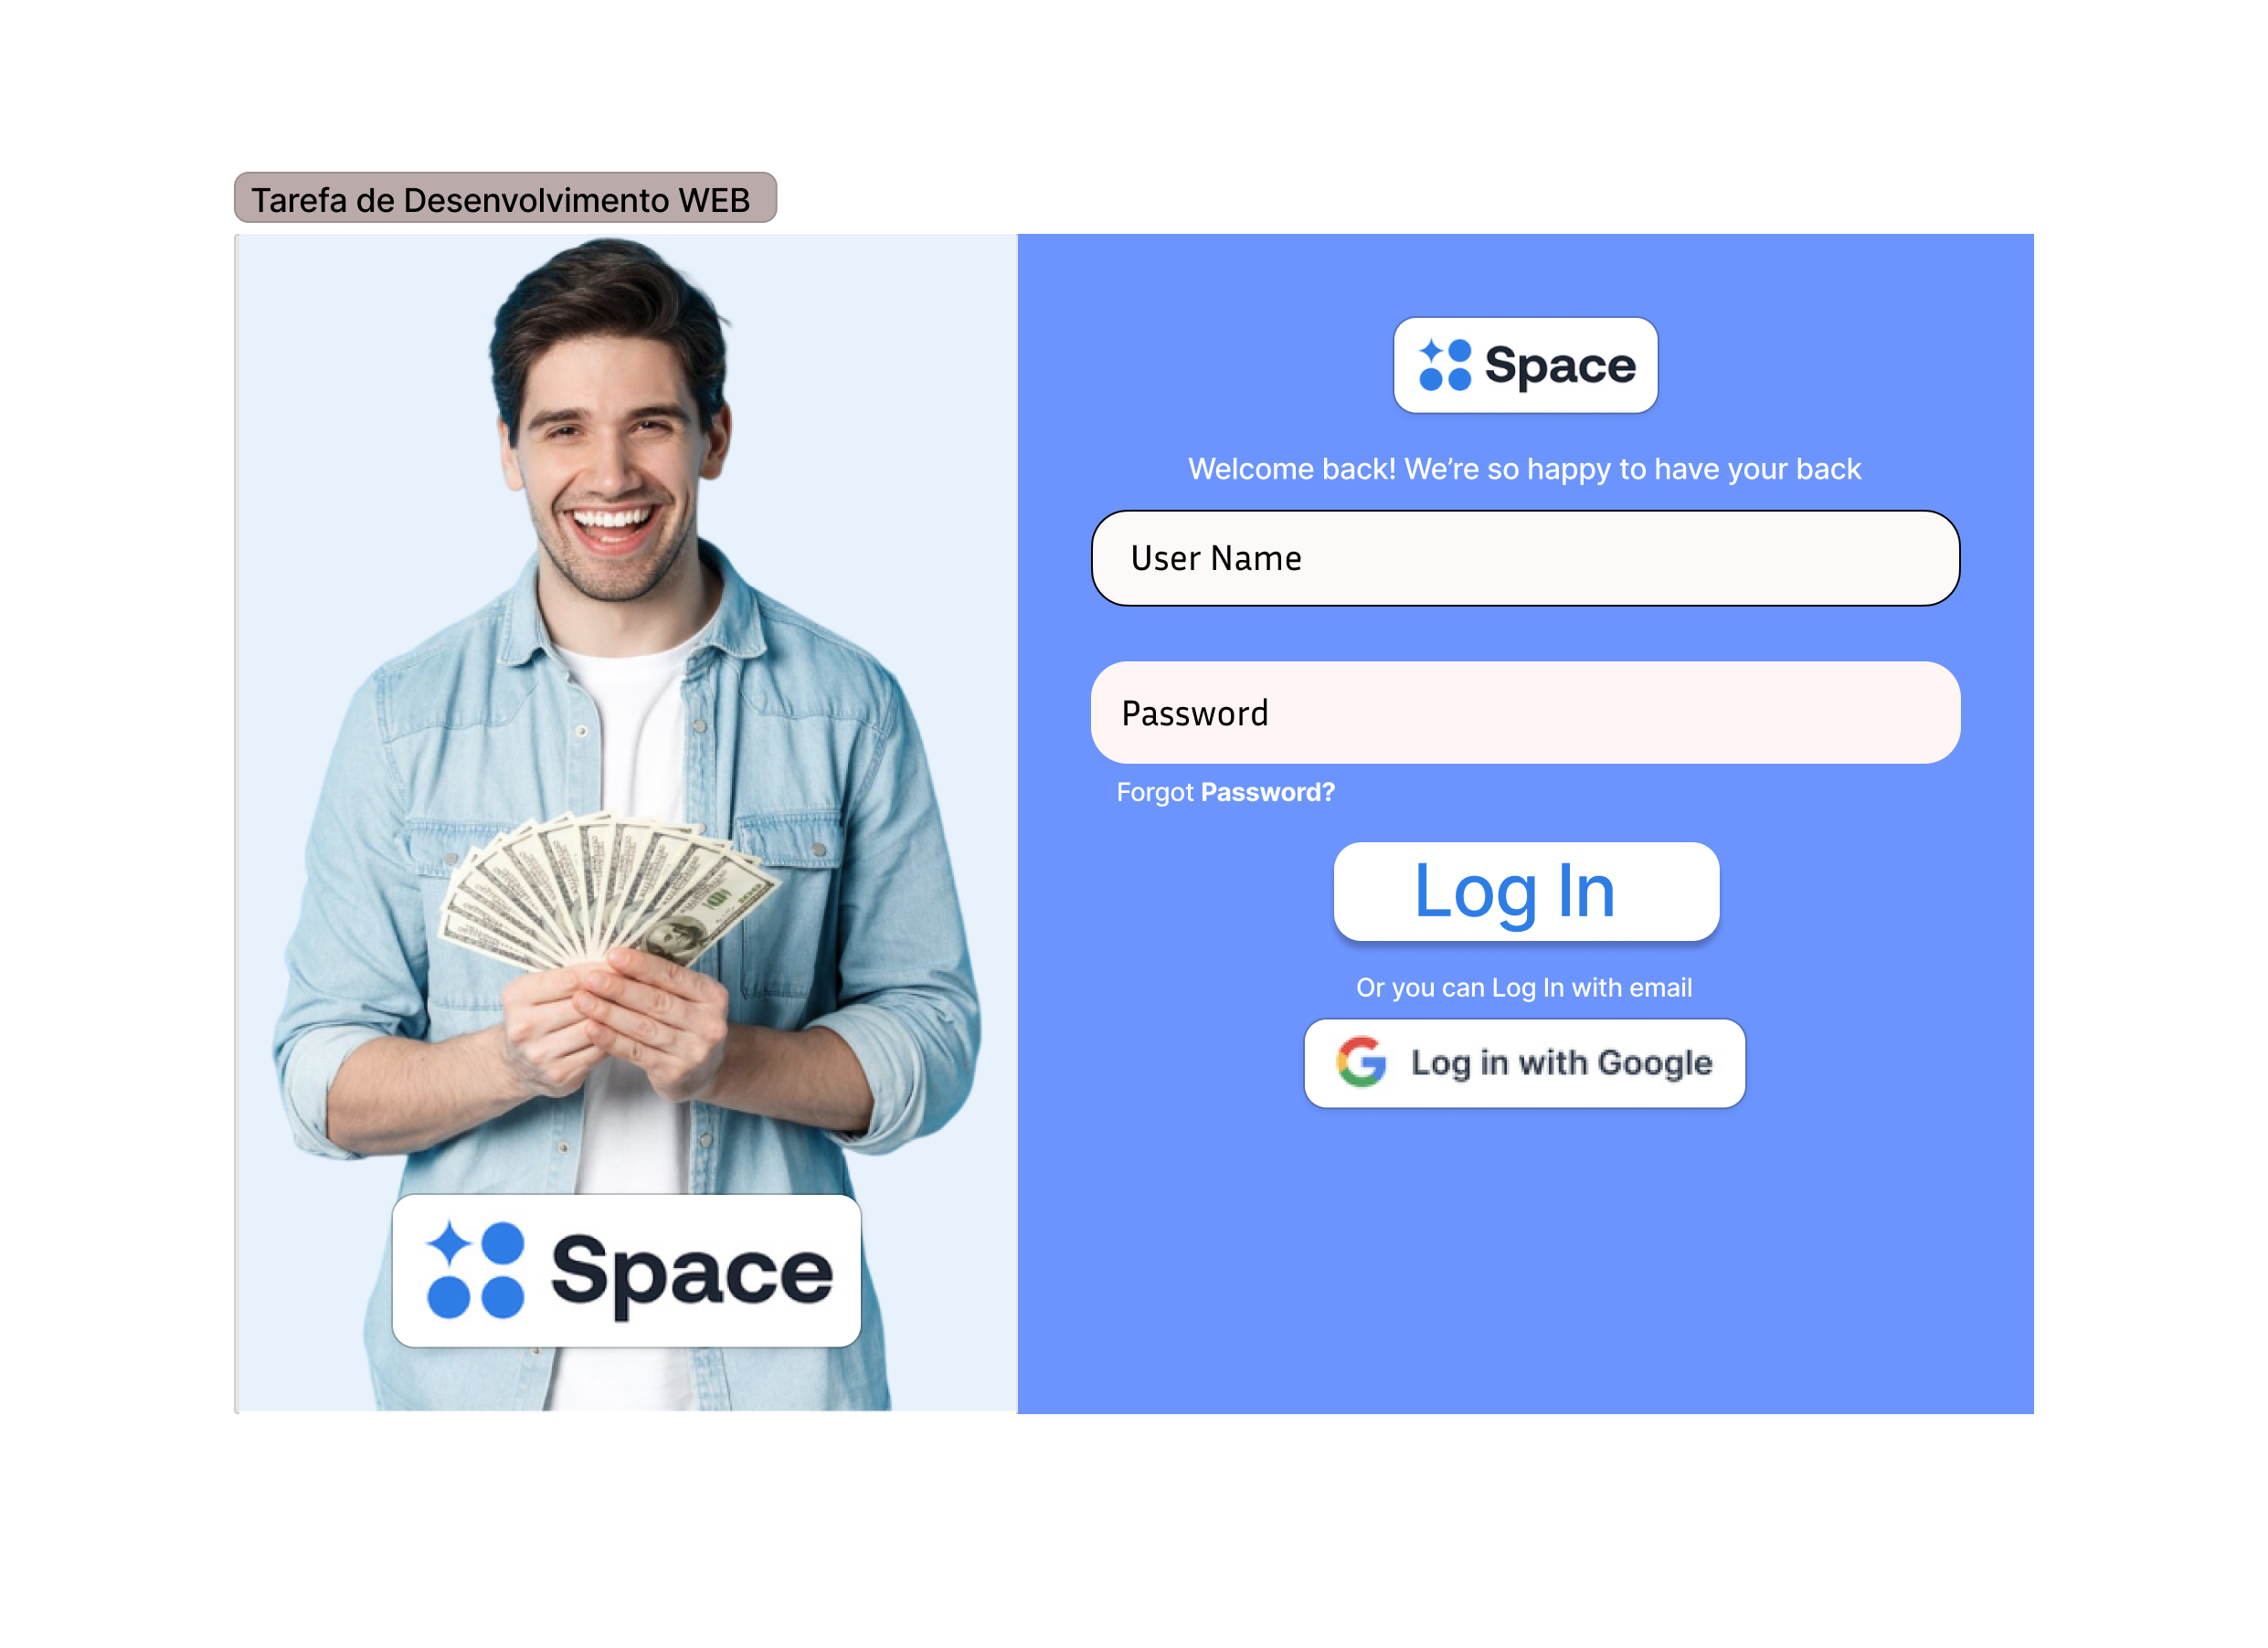 Tarefa de Desenvolvimento WEB
Space
Welcome back! We’re so happy to have your back
User Name
Password
Forgot Password?
Log In
Or you can Log In with email
Log in with Google
Space